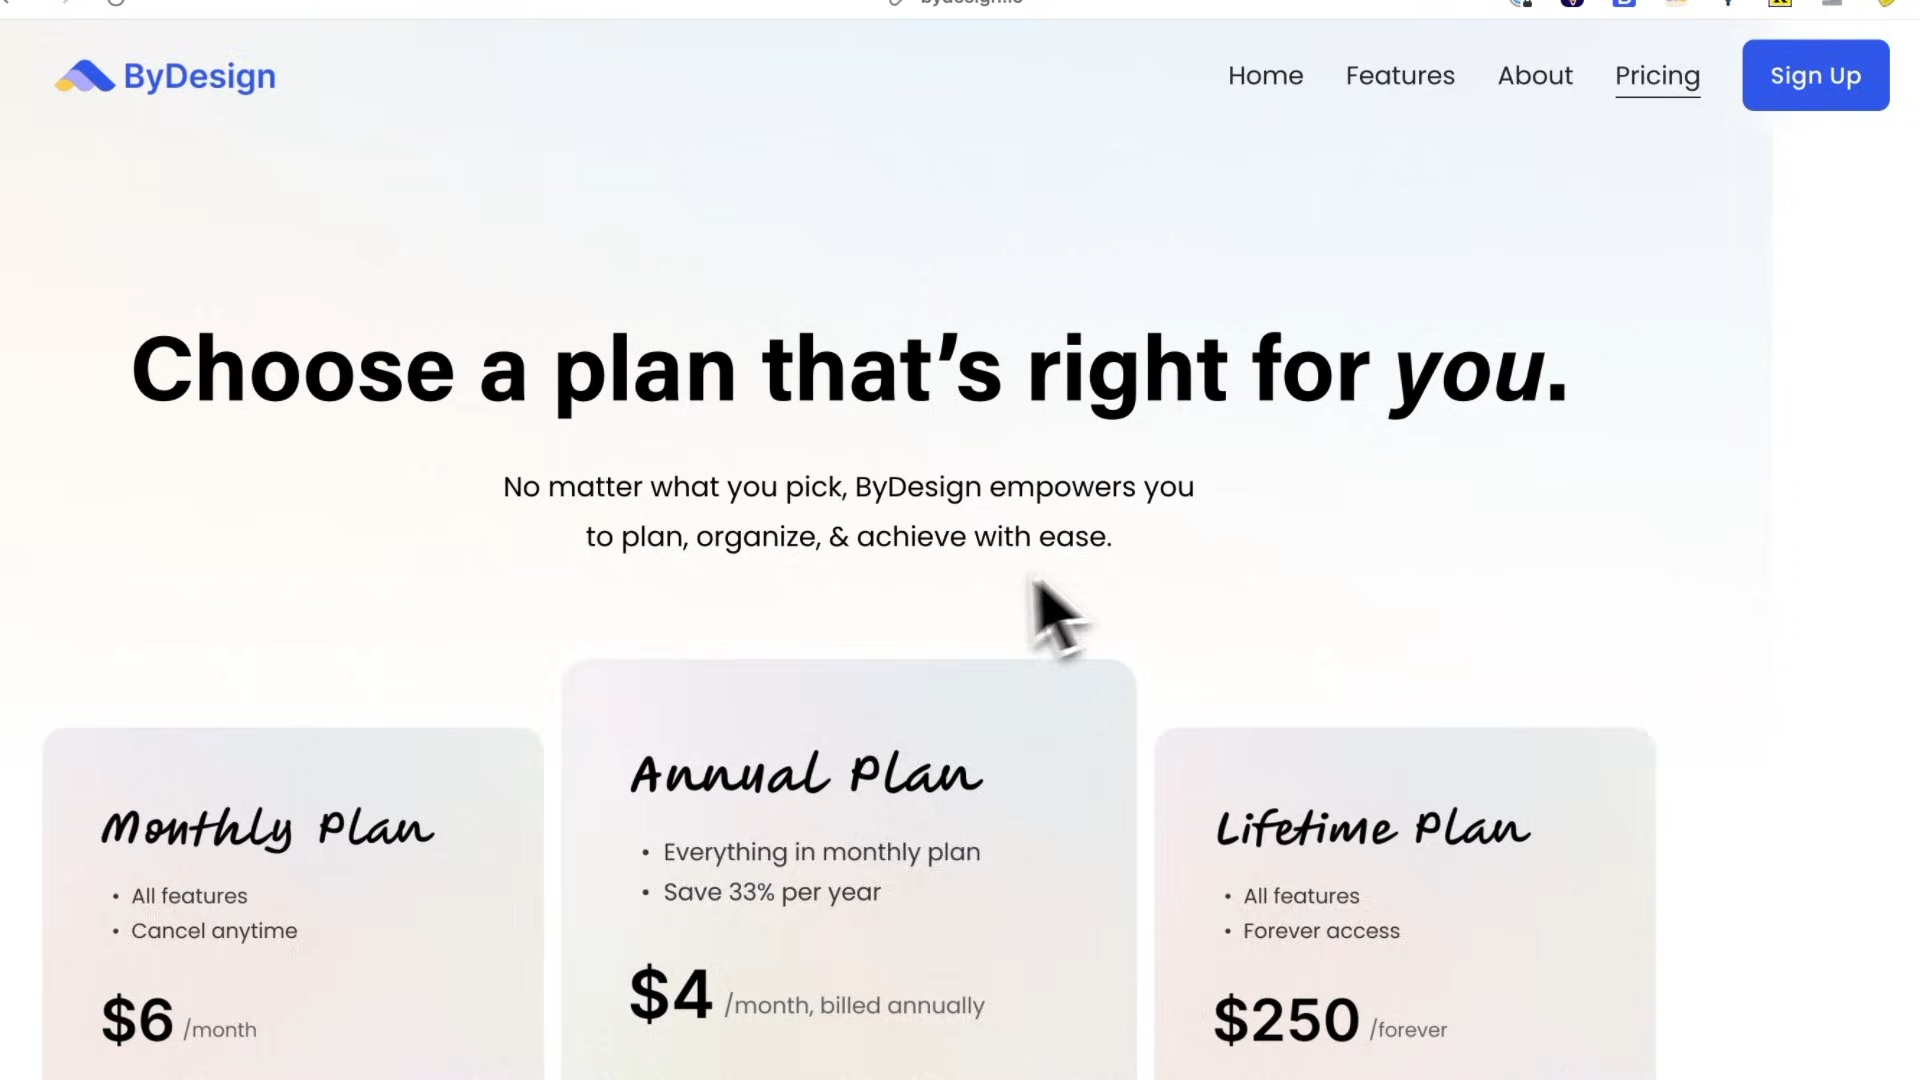 ByDesign
Home Features About Pricing Sign Up
Choose a plan that’s right for you.
No matter what you pick, ByDesign empowers you
to plan, organize, & achieve with ease.
Monthly Plan
• All features
• Cancel anytime
$6 /month
Annual Plan
• Everything in monthly plan
• Save 33% per year
$4 /month, billed annually
Lifetime Plan
• All features
• Forever access
$250 /forever